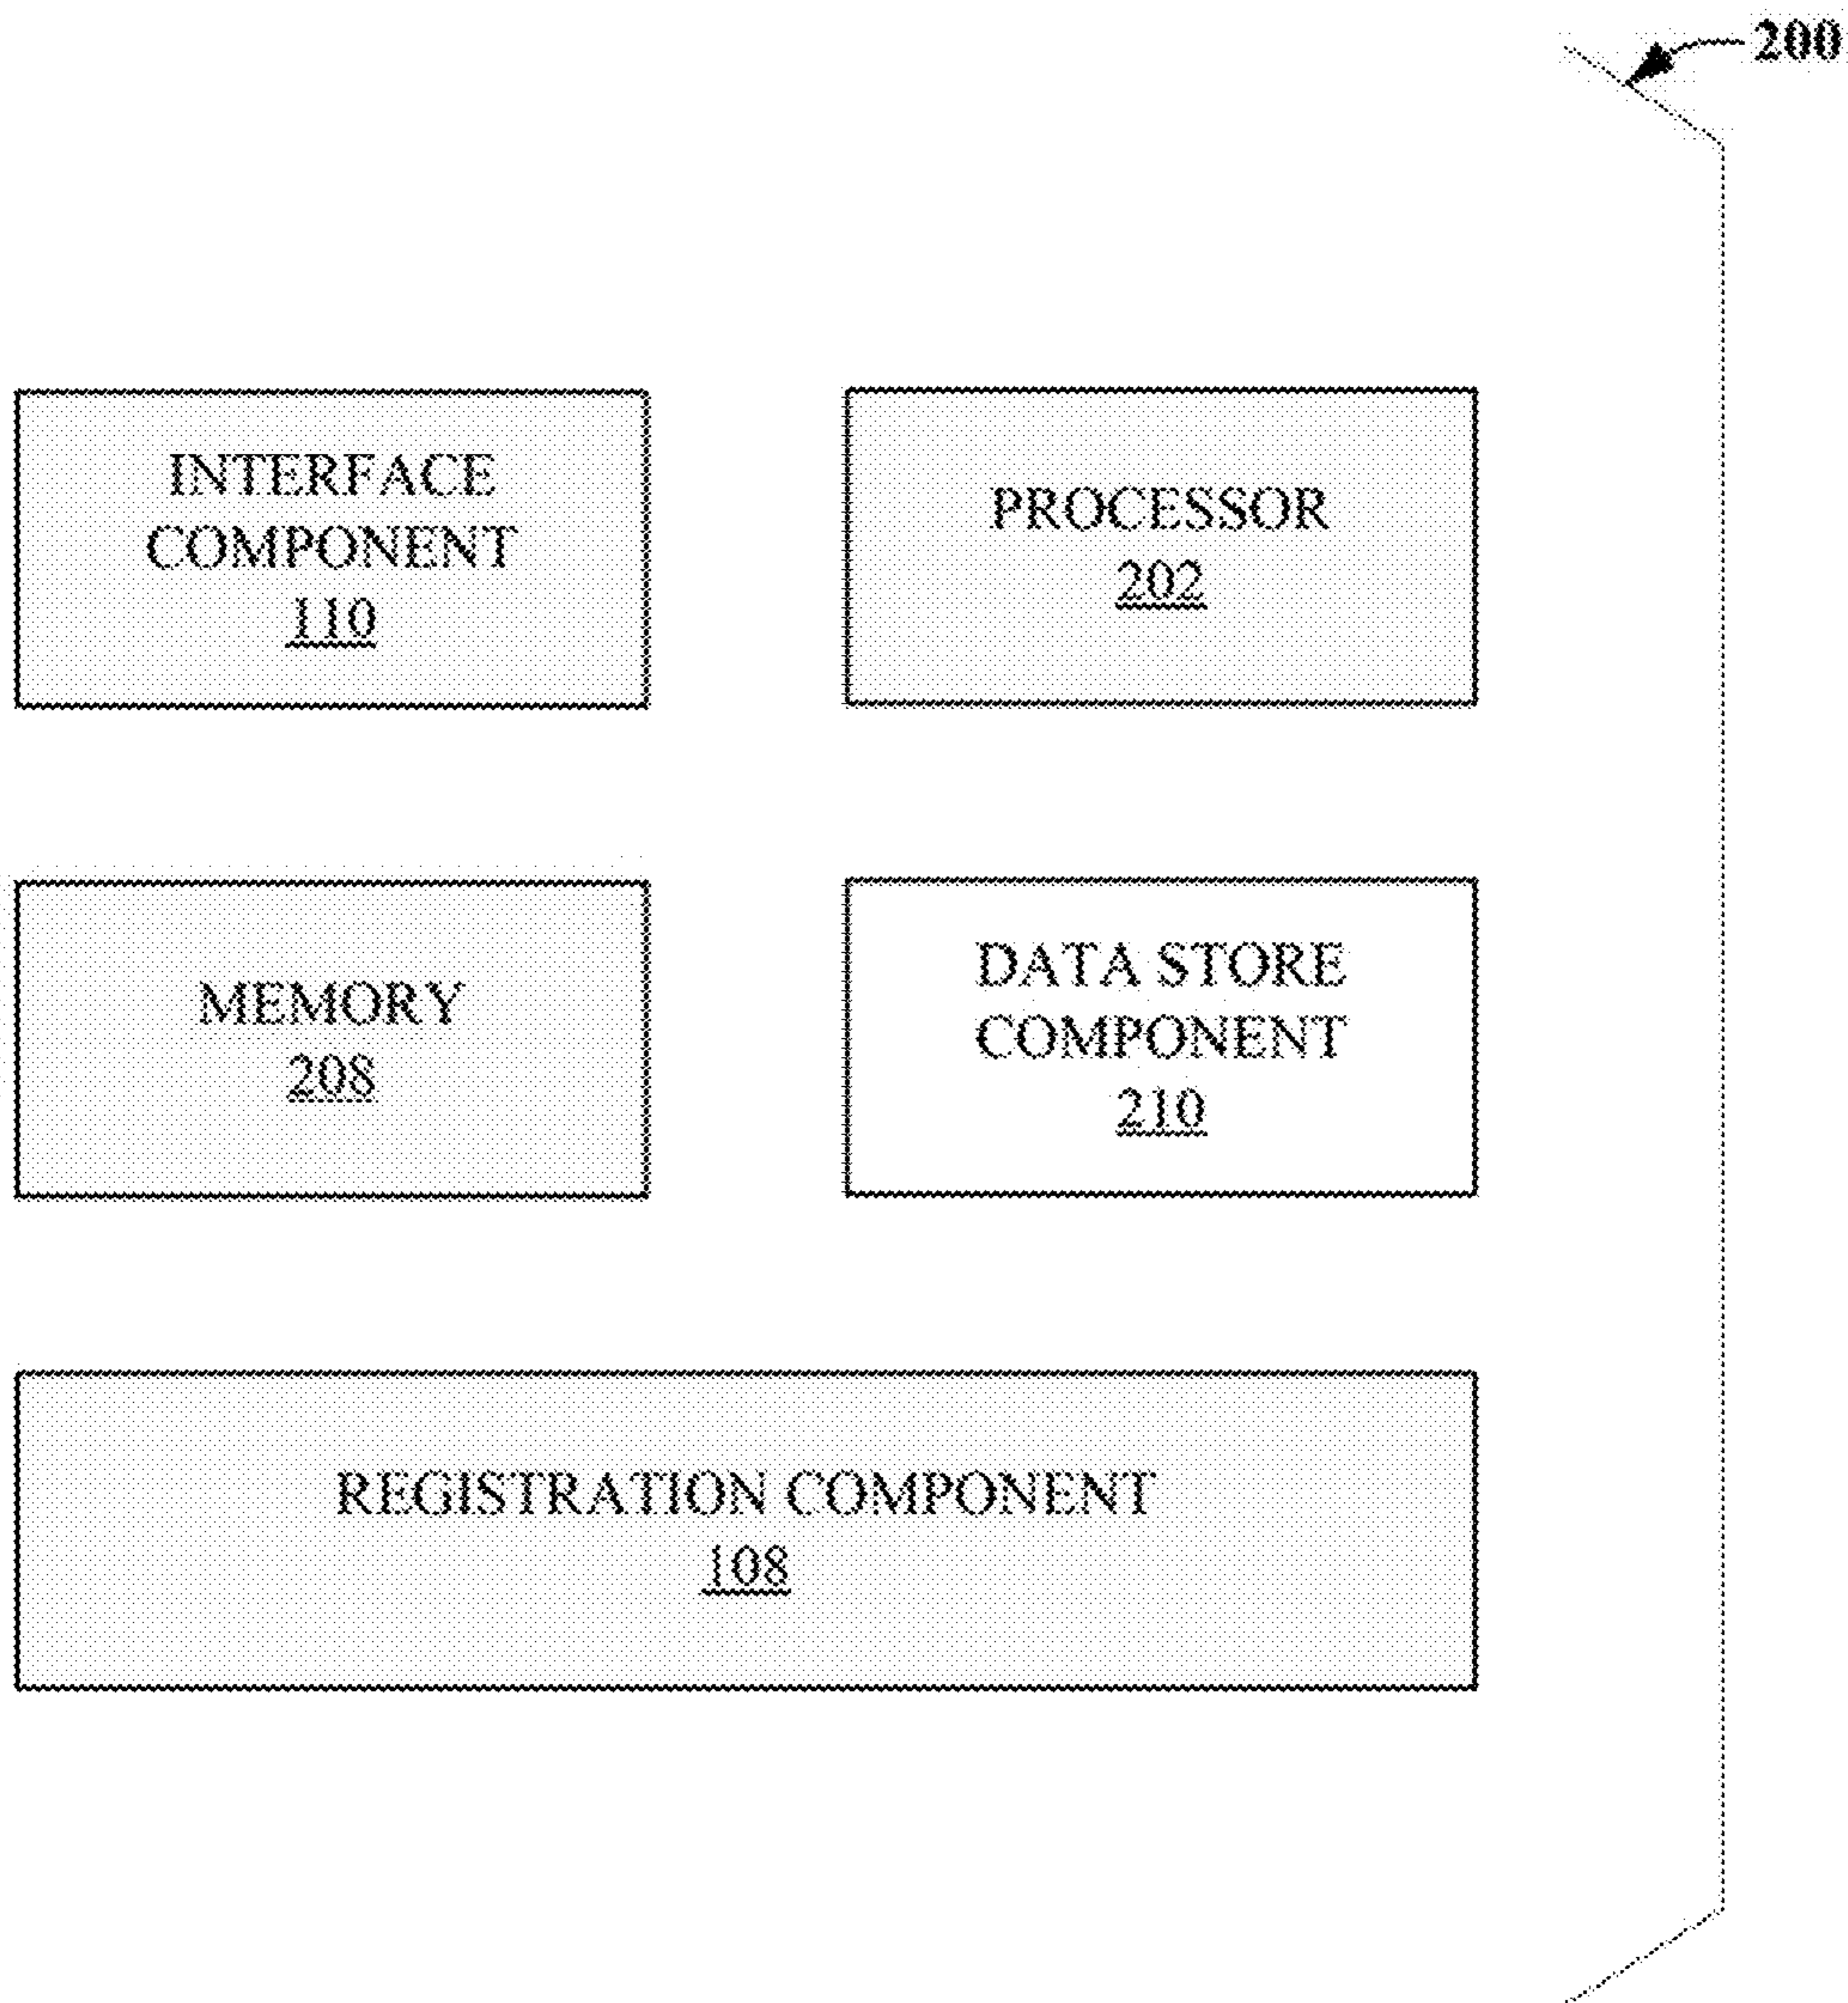 200
INTERFACE
COMPONENT
110
PROCESSOR
202
MEMORY
208
DATA STORE
COMPONENT
210
REGISTRATION COMPONENT
108